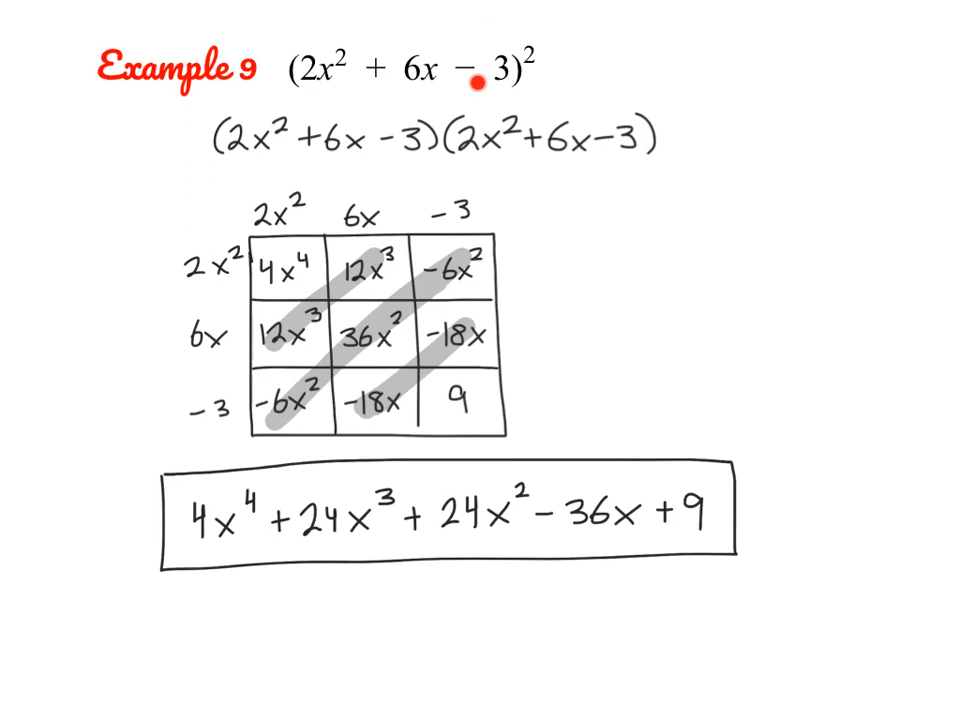 Example 9 (2x² + 6x − 3)²
(2x² + 6x − 3)(2x² + 6x − 3)
2x² 6x −3
2x² 4x⁴ 12x³ −6x²
6x 12x³ 36x² −18x
−3 −6x² −18x 9
4x⁴ + 24x³ + 24x² − 36x + 9